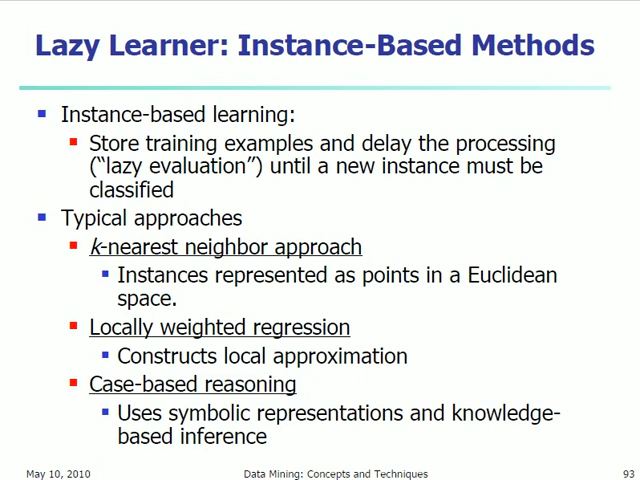 Lazy Learner: Instance-Based Methods
Instance-based learning:
Store training examples and delay the processing
(“lazy evaluation”) until a new instance must be
classified
Typical approaches
k-nearest neighbor approach
Instances represented as points in a Euclidean
space.
Locally weighted regression
Constructs local approximation
Case-based reasoning
Uses symbolic representations and knowledge-
based inference
May 10, 2010
Data Mining: Concepts and Techniques
93